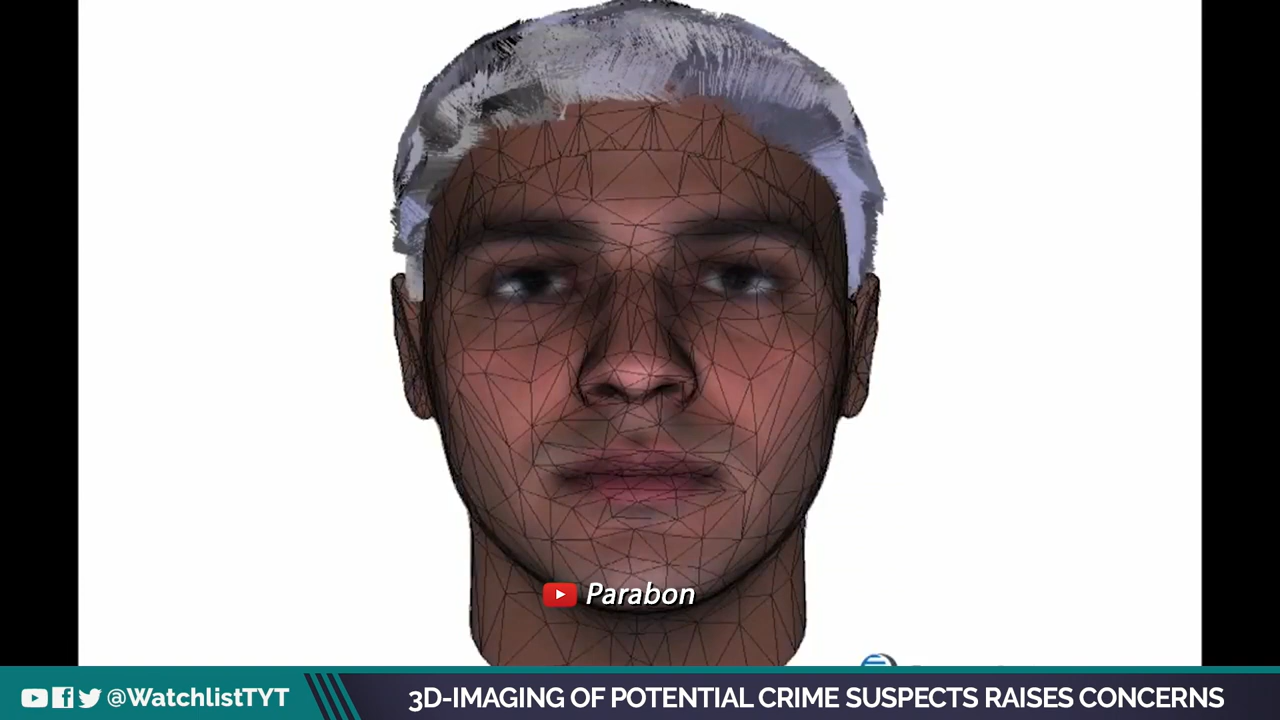 Parabon
@WatchlistTYT
3D-IMAGING OF POTENTIAL CRIME SUSPECTS RAISES CONCERNS